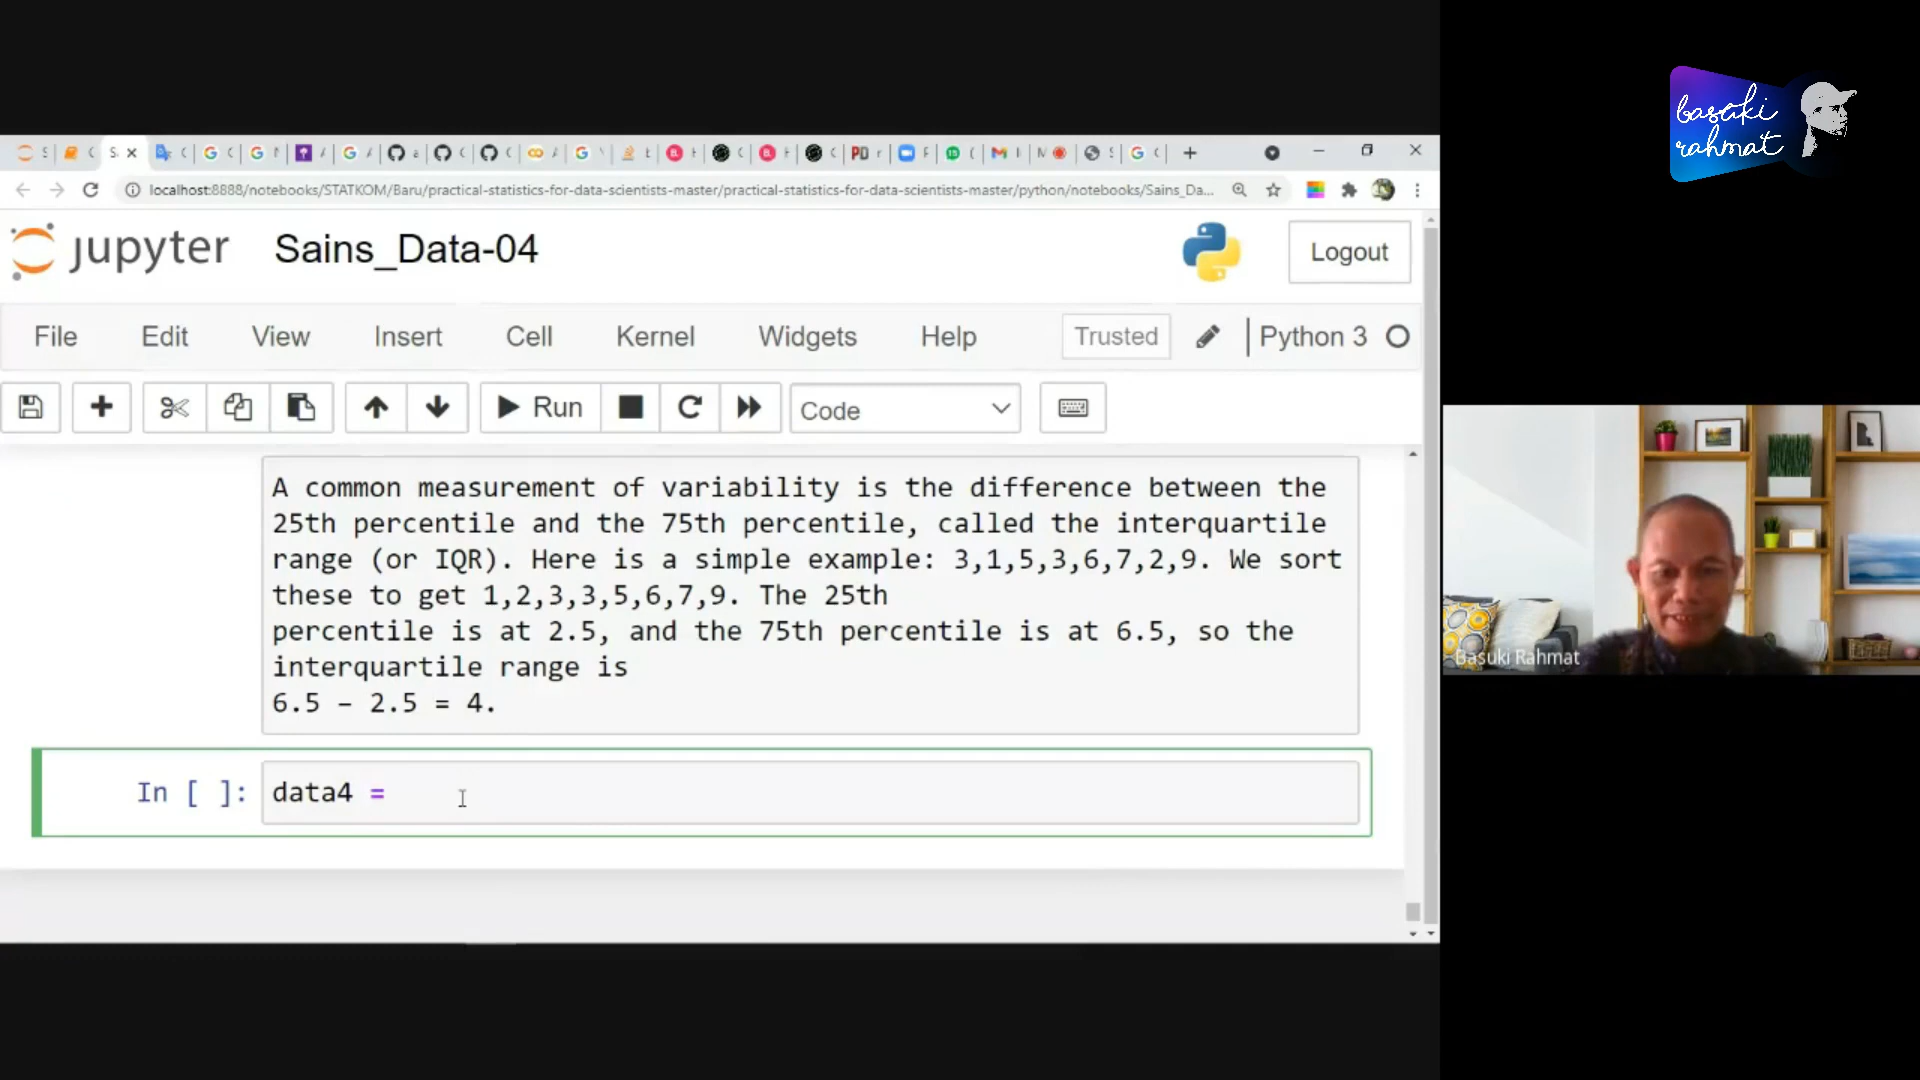 basuki
rahmat
localhost:8888/notebooks/STATKOM/Baru/practical-statistics-for-data-scientists-master/practical-statistics-for-data-scientists-master/python/notebooks/Sains_Da...
jupyter Sains_Data-04
Logout
File Edit View Insert Cell Kernel Widgets Help Trusted Python 3
Run Code
A common measurement of variability is the difference between the
25th percentile and the 75th percentile, called the interquartile
range (or IQR). Here is a simple example: 3,1,5,3,6,7,2,9. We sort
these to get 1,2,3,3,5,6,7,9. The 25th
percentile is at 2.5, and the 75th percentile is at 6.5, so the
interquartile range is
6.5 – 2.5 = 4.
In [ ]: data4 =
Basuki Rahmat